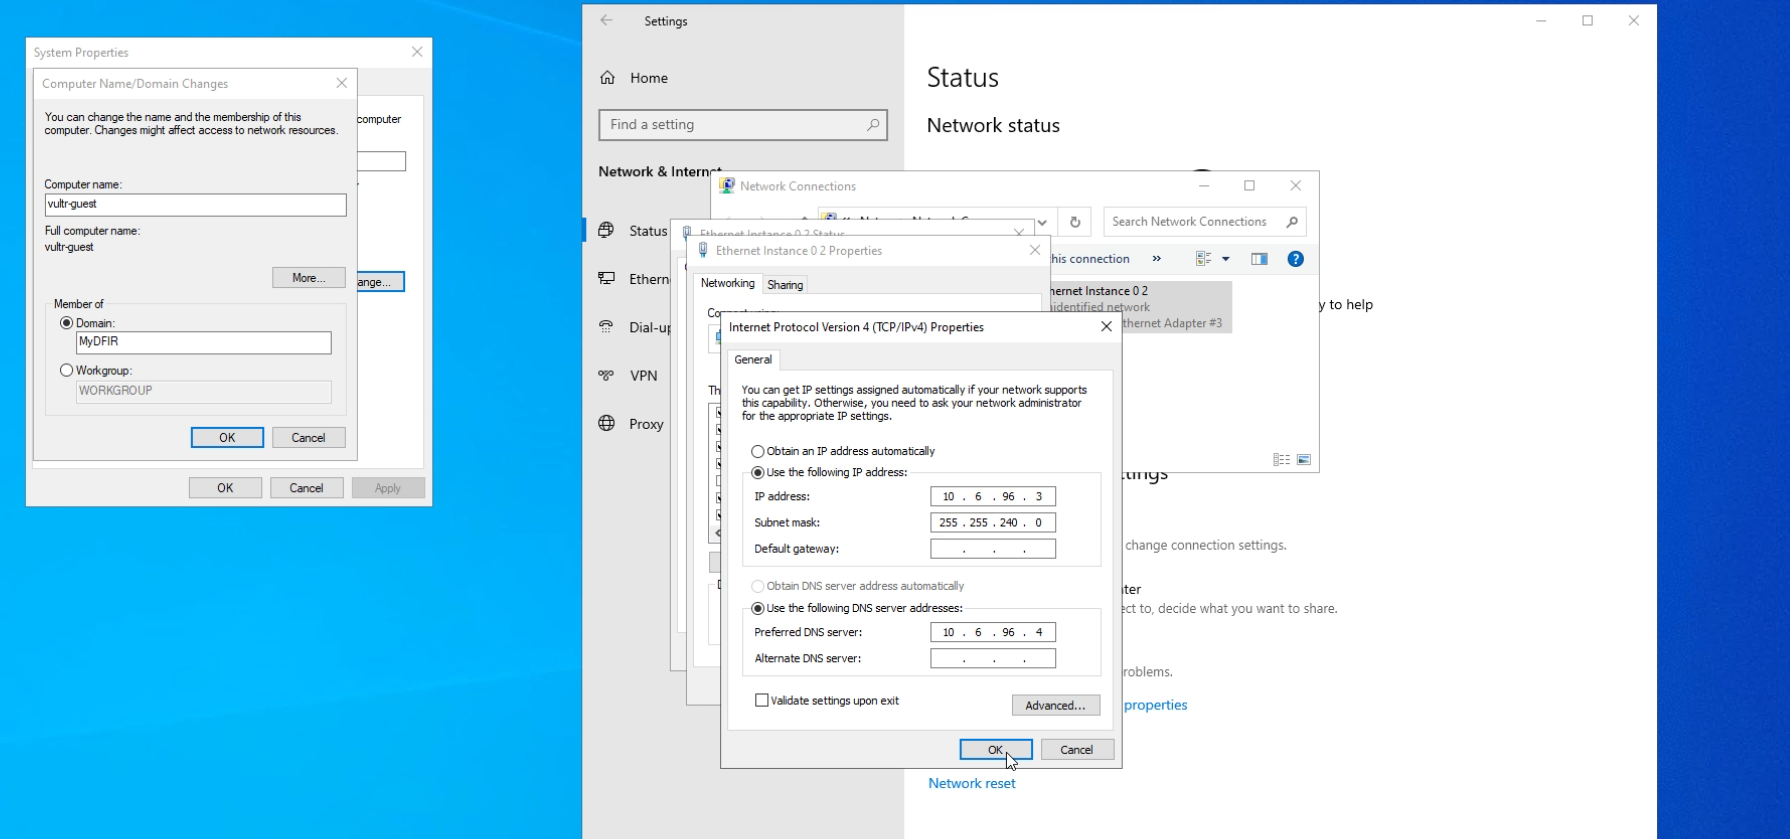 System Properties
Computer Name/Domain Changes
You can change the name and the membership of this
computer. Changes might affect access to network resources.
computer
Computer name:
vultr-guest
Full computer name:
vultr-guest
More...
ange...
Member of
Domain:
MyDFIR
Workgroup:
WORKGROUP
OK
Cancel
OK
Cancel
Apply
Settings
Home
Find a setting
Network & Internet
Status
Ethern
Dial-up
VPN
Proxy
Status
Network status
Network Connections
Search Network Connections
his connection
»
hernet Instance 0 2
nidentified network
thernet Adapter #3
y to help
Ethernet Instance 0 2 Status
Ethernet Instance 0 2 Properties
Networking
Sharing
Internet Protocol Version 4 (TCP/IPv4) Properties
General
You can get IP settings assigned automatically if your network supports
this capability. Otherwise, you need to ask your network administrator
for the appropriate IP settings.
Obtain an IP address automatically
Use the following IP address:
IP address:
10 . 6 . 96 . 3
Subnet mask:
255 . 255 . 240 . 0
Default gateway:
. . .
Obtain DNS server address automatically
Use the following DNS server addresses:
Preferred DNS server:
10 . 6 . 96 . 4
Alternate DNS server:
. . .
Validate settings upon exit
Advanced...
OK
Cancel
ttings
change connection settings.
ter
ect to, decide what you want to share.
roblems.
properties
Network reset